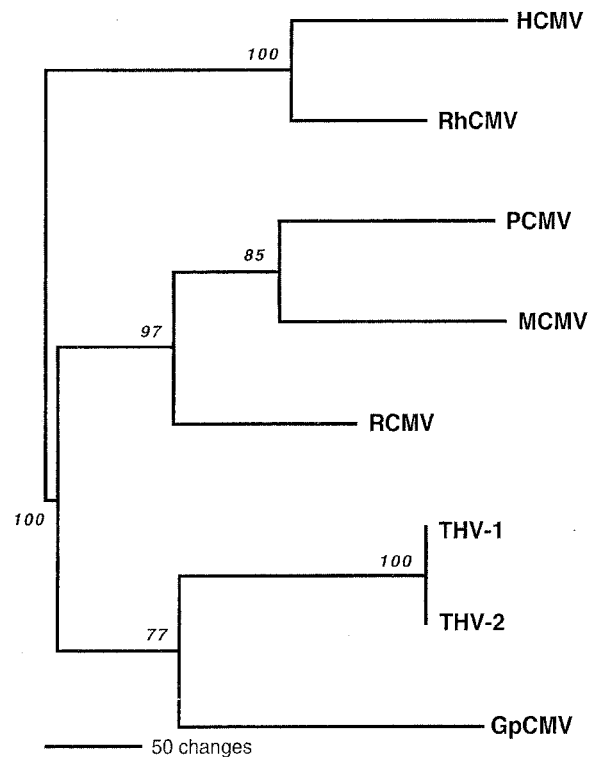 HCMV
100
RhCMV
PCMV
85
MCMV
97
RCMV
100
THV-1
100
THV-2
77
GpCMV
50 changes